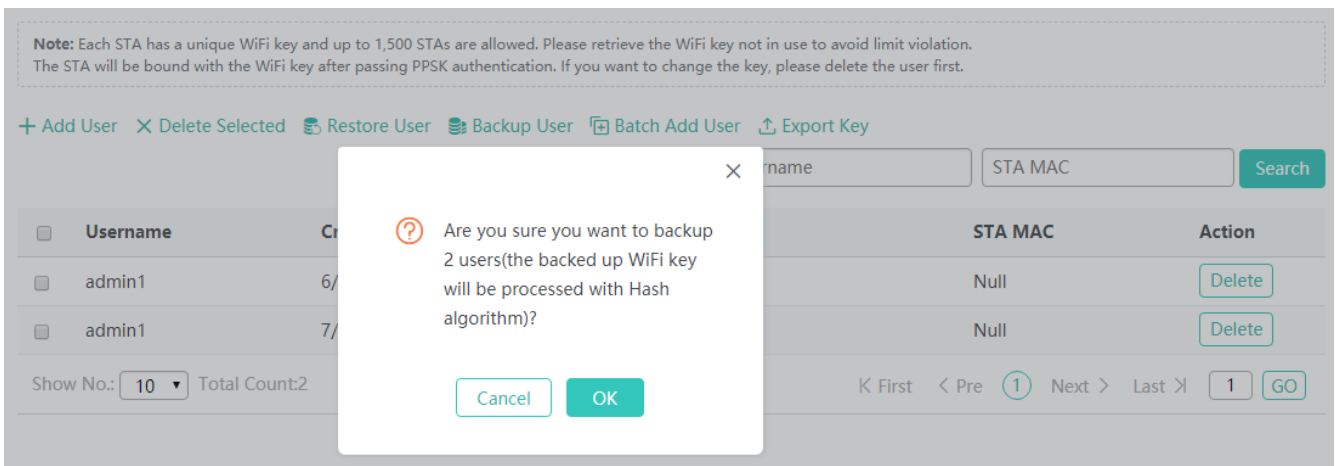 Note: Each STA has a unique WiFi key and up to 1,500 STAs are allowed. Please retrieve the WiFi key not in use to avoid limit violation.
The STA will be bound with the WiFi key after passing PPSK authentication. If you want to change the key, please delete the user first.
Add User Delete Selected Restore User Backup User Batch Add User Export Key
STA MAC Search
Username STA MAC Action
admin1 6/ Null Delete
admin1 7/ Null Delete
Show No.: 10 Total Count:2 First Pre 1 Next Last 1 GO
Are you sure you want to backup
2 users(the backed up WiFi key
will be processed with Hash
algorithm)?
Cancel OK